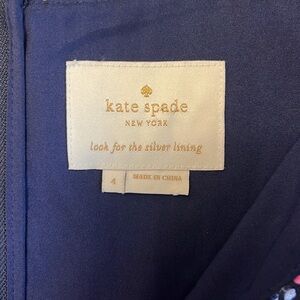 kate spade
NEW YORK
look for the silver lining
4
MADE IN CHINA